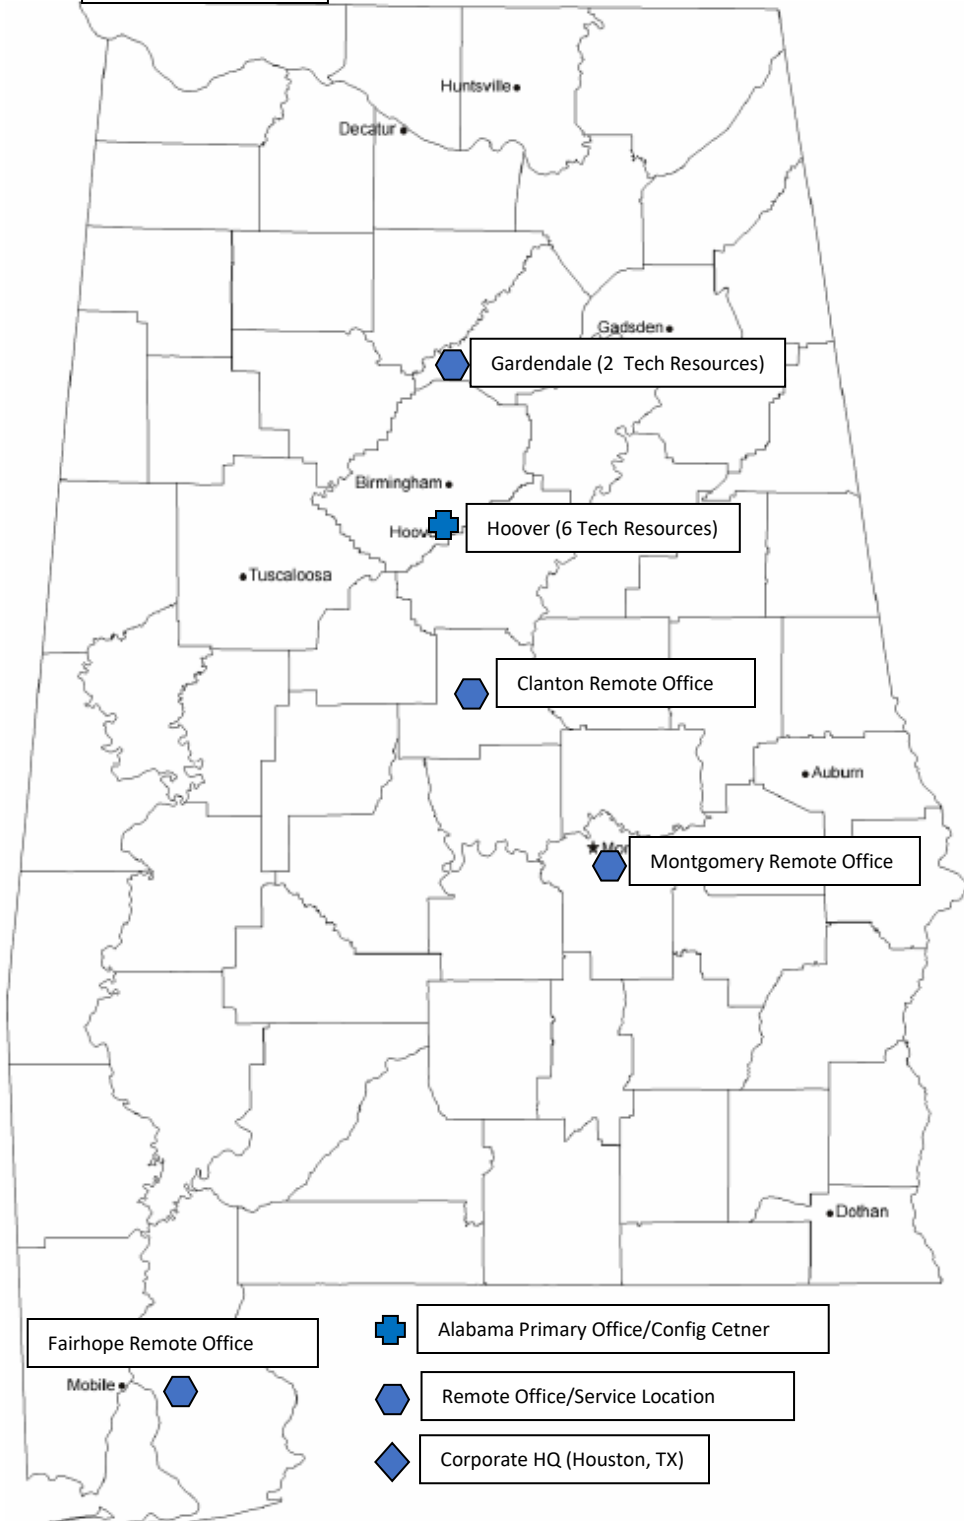 Huntsville
Decatur
Gadsden
Gardendale (2 Tech Resources)
Birmingham
Hoov
Hoover (6 Tech Resources)
Tuscaloosa
Clanton Remote Office
Auburn
Mon
Montgomery Remote Office
Dothan
Alabama Primary Office/Config Cetner
Fairhope Remote Office
Mobile
Remote Office/Service Location
Corporate HQ (Houston, TX)